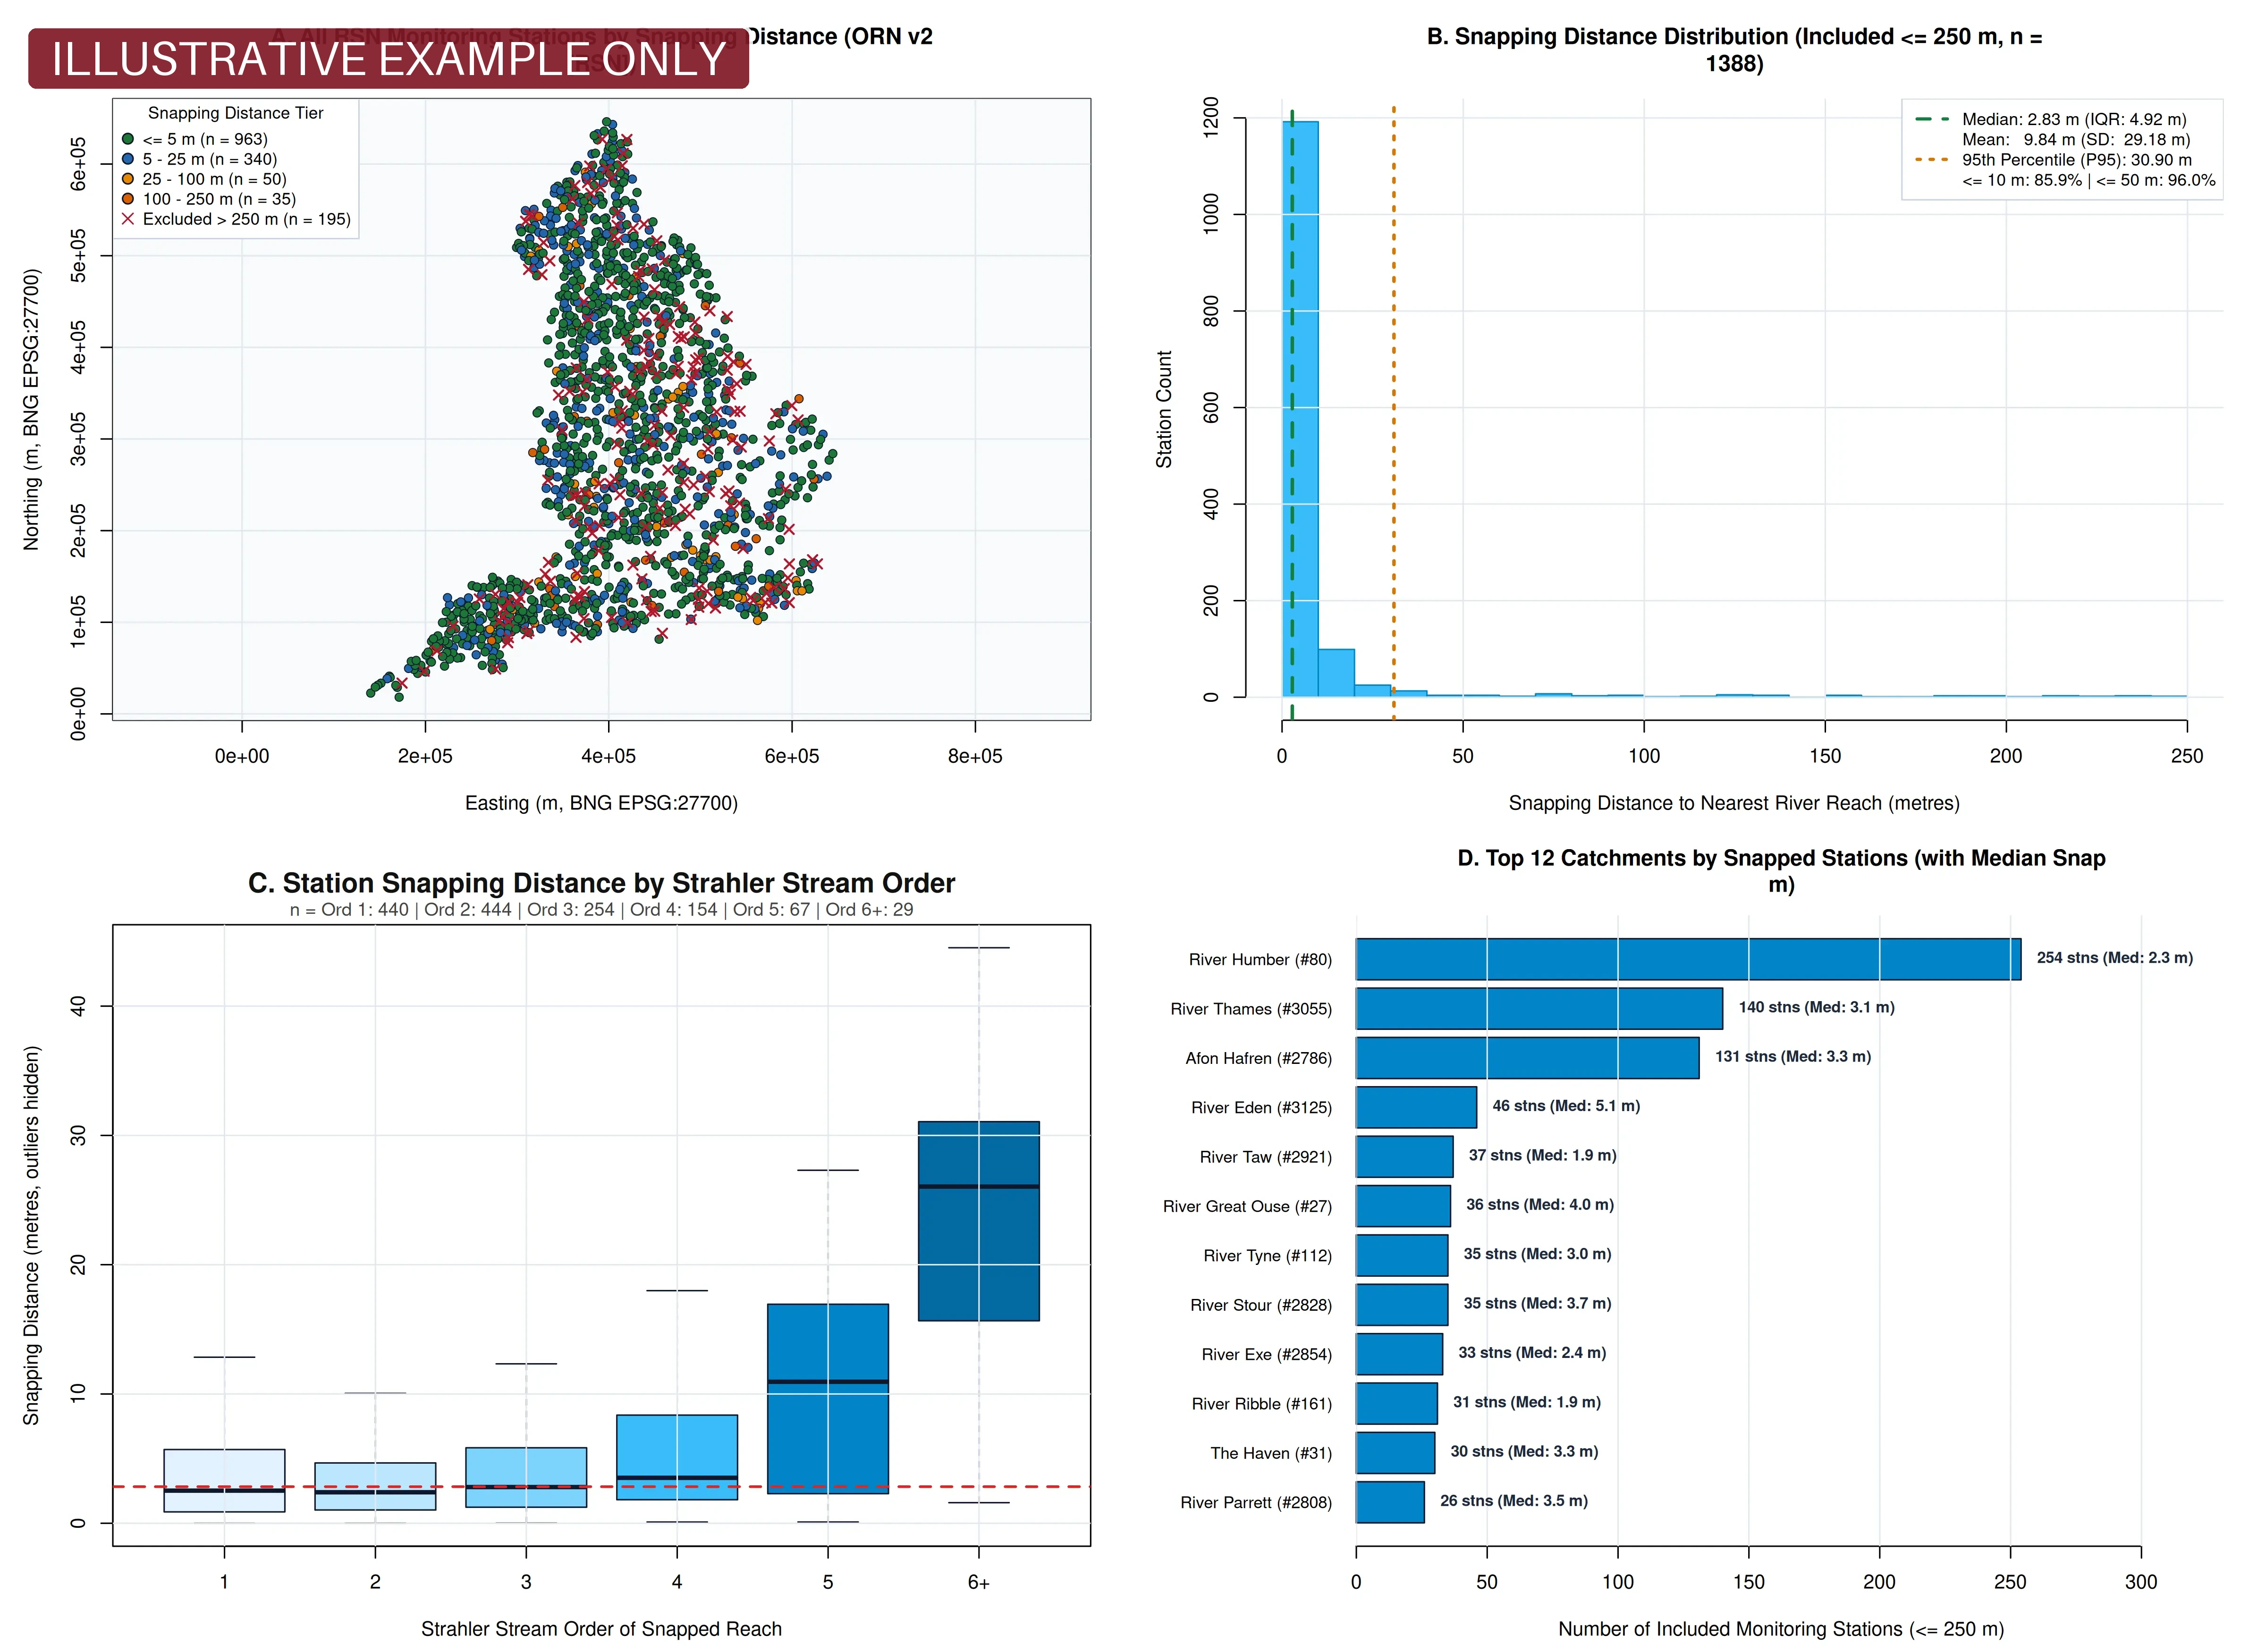 ILLUSTRATIVE EXAMPLE ONLY
A. All RSN Monitoring Stations by Snapping Distance (ORN v2
RSN)
Snapping Distance Tier
<= 5 m (n = 963)
5 - 25 m (n = 340)
25 - 100 m (n = 50)
100 - 250 m (n = 35)
Excluded > 250 m (n = 195)
Northing (m, BNG EPSG:27700)
6e+05
5e+05
4e+05
3e+05
2e+05
1e+05
0e+00
0e+00 2e+05 4e+05 6e+05 8e+05
Easting (m, BNG EPSG:27700)
B. Snapping Distance Distribution (Included <= 250 m, n =
1388)
Median: 2.83 m (IQR: 4.92 m)
Mean: 9.84 m (SD: 29.18 m)
95th Percentile (P95): 30.90 m
<= 10 m: 85.9% | <= 50 m: 96.0%
Station Count
1200
1000
800
600
400
200
0
0 50 100 150 200 250
Snapping Distance to Nearest River Reach (metres)
C. Station Snapping Distance by Strahler Stream Order
n = Ord 1: 440 | Ord 2: 444 | Ord 3: 254 | Ord 4: 154 | Ord 5: 67 | Ord 6+: 29
Snapping Distance (metres, outliers hidden)
40
30
20
10
0
1 2 3 4 5 6+
Strahler Stream Order of Snapped Reach
D. Top 12 Catchments by Snapped Stations (with Median Snap
m)
River Humber (#80) 254 stns (Med: 2.3 m)
River Thames (#3055) 140 stns (Med: 3.1 m)
Afon Hafren (#2786) 131 stns (Med: 3.3 m)
River Eden (#3125) 46 stns (Med: 5.1 m)
River Taw (#2921) 37 stns (Med: 1.9 m)
River Great Ouse (#27) 36 stns (Med: 4.0 m)
River Tyne (#112) 35 stns (Med: 3.0 m)
River Stour (#2828) 35 stns (Med: 3.7 m)
River Exe (#2854) 33 stns (Med: 2.4 m)
River Ribble (#161) 31 stns (Med: 1.9 m)
The Haven (#31) 30 stns (Med: 3.3 m)
River Parrett (#2808) 26 stns (Med: 3.5 m)
0 50 100 150 200 250 300
Number of Included Monitoring Stations (<= 250 m)